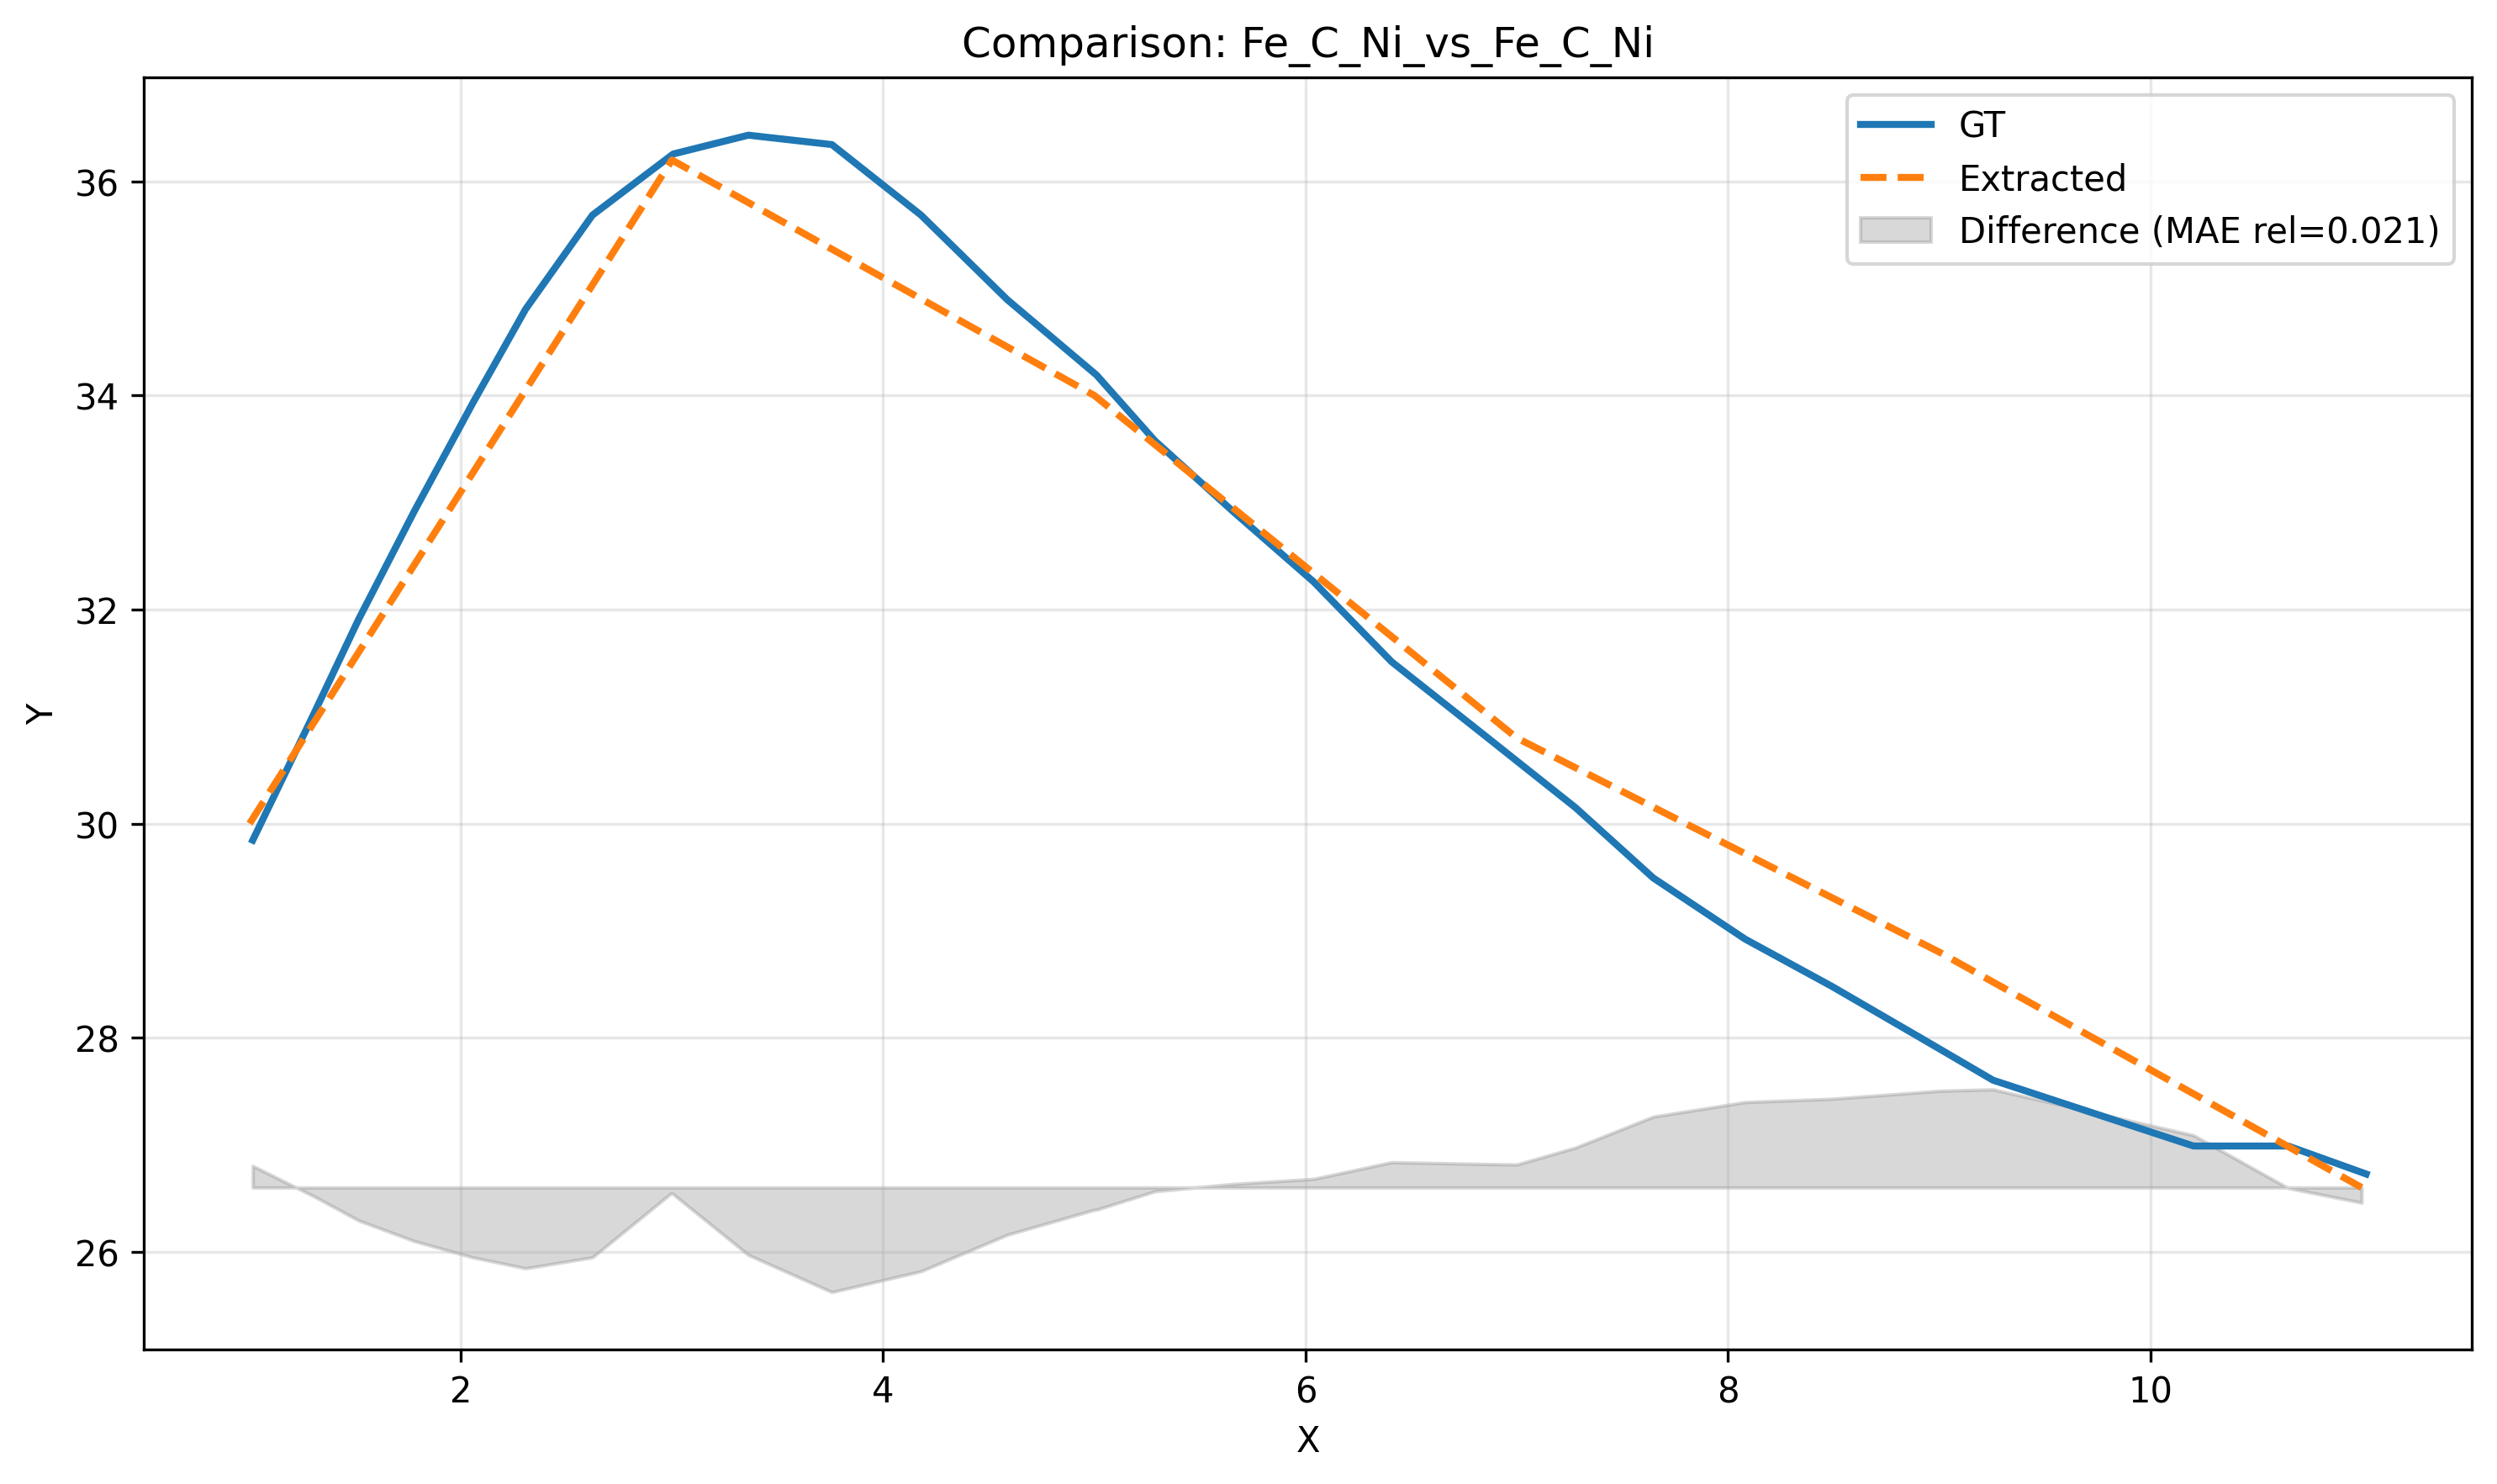 Comparison: Fe_C_Ni_vs_Fe_C_Ni
GT
Extracted
Difference (MAE rel=0.021)
36
34
32
30
28
26
Y
2 4 6 8 10
X